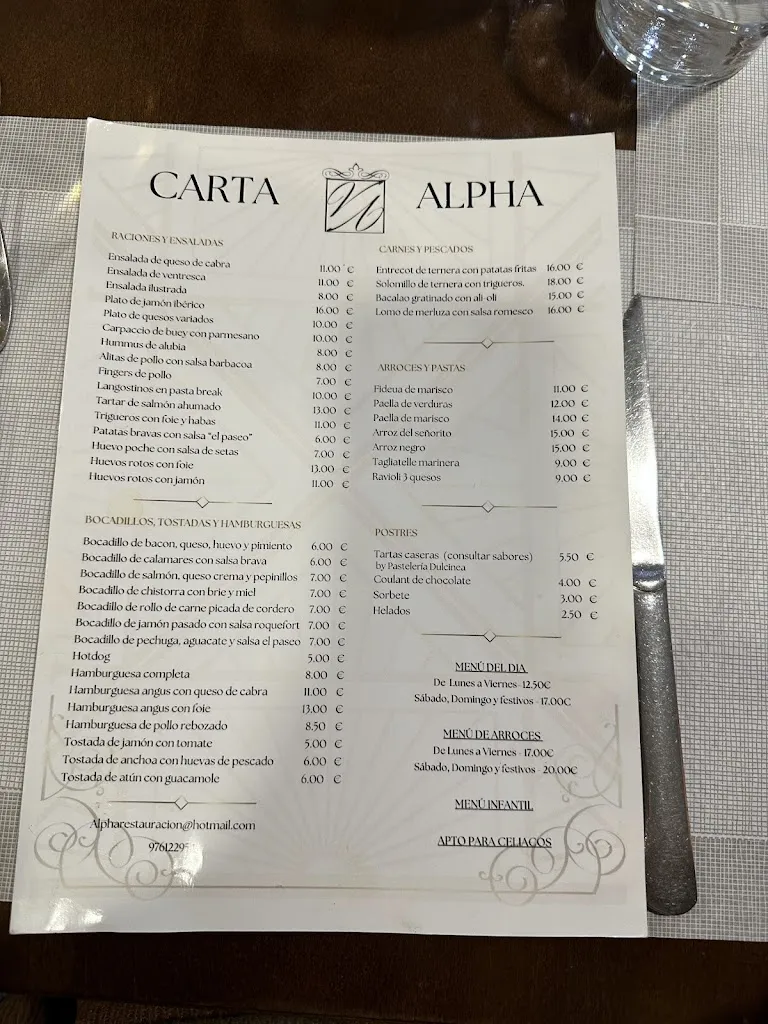 CARTA ALPHA
RACIONES Y ENSALADAS
Ensalada de queso de cabra 11.00 €
Ensalada de ventresca 11.00 €
Ensalada ilustrada 8.00 €
Plato de jamón ibérico 16.00 €
Plato de quesos variados 10.00 €
Carpaccio de buey con parmesano 10.00 €
Hummus de alubia 8.00 €
Alitas de pollo con salsa barbacoa 8.00 €
Fingers de pollo 7.00 €
Langostinos en pasta break 10.00 €
Tartar de salmón ahumado 13.00 €
Trigueros con foie y habas 11.00 €
Patatas bravas con salsa "el paseo" 6.00 €
Huevo poche con salsa de setas 7.00 €
Huevos rotos con foie 13.00 €
Huevos rotos con jamón 11.00 €
BOCADILLOS, TOSTADAS Y HAMBURGUESAS
Bocadillo de bacon, queso, huevo y pimiento 6.00 €
Bocadillo de calamares con salsa brava 6.00 €
Bocadillo de salmón, queso crema y pepinillos 7.00 €
Bocadillo de chistorra con brie y miel 7.00 €
Bocadillo de rollo de carne picada de cordero 7.00 €
Bocadillo de jamón pasado con salsa roquefort 7.00 €
Bocadillo de pechuga, aguacate y salsa el paseo 7.00 €
Hotdog 5.00 €
Hamburguesa completa 8.00 €
Hamburguesa angus con queso de cabra 11.00 €
Hamburguesa angus con foie 13.00 €
Hamburguesa de pollo rebozado 8.50 €
Tostada de jamón con tomate 5.00 €
Tostada de anchoa con huevas de pescado 6.00 €
Tostada de atún con guacamole 6.00 €
Alpharestauracion@hotmail.com
9761229
CARNES Y PESCADOS
Entrecot de ternera con patatas fritas 16.00 €
Solomillo de ternera con trigueros. 18.00 €
Bacalao gratinado con ali-oli 15.00 €
Lomo de merluza con salsa romesco 16.00 €
ARROCES Y PASTAS
Fideua de marisco 11.00 €
Paella de verduras 12.00 €
Paella de marisco 14.00 €
Arroz del señorito 15.00 €
Arroz negro 15.00 €
Tagliatelle marinera 9.00 €
Ravioli 3 quesos 9.00 €
POSTRES
Tartas caseras (consultar sabores) 5.50 €
by Pastelería Dulcinea
Coulant de chocolate 4.00 €
Sorbete 3.00 €
Helados 2.50 €
MENÚ DEL DIA
De Lunes a Viernes - 12.50€
Sábado, Domingo y festivos - 17.00€
MENÚ DE ARROCES
De Lunes a Viernes - 17.00€
Sábado, Domingo y festivos - 20.00€
MENÚ INFANTIL
APTO PARA CELIACOS